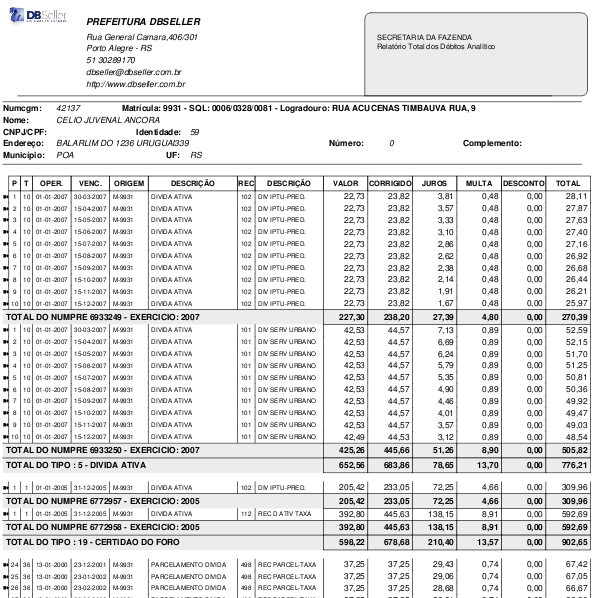 DBSeller
PREFEITURA DBSELLER
Rua General Camara,406/301
Porto Alegre - RS
51 30289170
dbseller@dbseller.com.br
http://www.dbseller.com.br
SECRETARIA DA FAZENDA
Relatório Total dos Débitos Analítico
Numcgm: 42137 Matrícula: 9931 - SQL: 0006/0328/0081 - Logradouro: RUA ACUCENAS TIMBAUVA RUA, 9
Nome: CELIO JUVENAL ANCORA
CNPJ/CPF: Identidade: 59
Endereço: BALARLIM DO 1236 URUGUAI339 Número: 0 Complemento:
Município: POA UF: RS
P T OPER. VENC. ORIGEM DESCRIÇÃO REC DESCRIÇÃO VALOR CORRIGIDO JUROS MULTA DESCONTO TOTAL
1 10 01-01-2007 30-03-2007 M-9931 DIVIDA ATIVA 102 DIV IPTU-PRED. 22,73 23,82 3,81 0,48 0,00 28,11
2 10 01-01-2007 15-04-2007 M-9931 DIVIDA ATIVA 102 DIV IPTU-PRED. 22,73 23,82 3,57 0,48 0,00 27,87
3 10 01-01-2007 15-05-2007 M-9931 DIVIDA ATIVA 102 DIV IPTU-PRED. 22,73 23,82 3,33 0,48 0,00 27,63
4 10 01-01-2007 15-06-2007 M-9931 DIVIDA ATIVA 102 DIV IPTU-PRED. 22,73 23,82 3,10 0,48 0,00 27,40
5 10 01-01-2007 15-07-2007 M-9931 DIVIDA ATIVA 102 DIV IPTU-PRED. 22,73 23,82 2,86 0,48 0,00 27,16
6 10 01-01-2007 15-08-2007 M-9931 DIVIDA ATIVA 102 DIV IPTU-PRED. 22,73 23,82 2,62 0,48 0,00 26,92
7 10 01-01-2007 15-09-2007 M-9931 DIVIDA ATIVA 102 DIV IPTU-PRED. 22,73 23,82 2,38 0,48 0,00 26,68
8 10 01-01-2007 15-10-2007 M-9931 DIVIDA ATIVA 102 DIV IPTU-PRED. 22,73 23,82 2,14 0,48 0,00 26,44
9 10 01-01-2007 15-11-2007 M-9931 DIVIDA ATIVA 102 DIV IPTU-PRED. 22,73 23,82 1,91 0,48 0,00 26,21
10 10 01-01-2007 15-12-2007 M-9931 DIVIDA ATIVA 102 DIV IPTU-PRED. 22,73 23,82 1,67 0,48 0,00 25,97
TOTAL DO NUMPRE 6933249 - EXERCICIO: 2007 227,30 238,20 27,39 4,80 0,00 270,39
1 10 01-01-2007 30-03-2007 M-9931 DIVIDA ATIVA 101 DIV SERV URBANO 42,53 44,57 7,13 0,89 0,00 52,59
2 10 01-01-2007 15-04-2007 M-9931 DIVIDA ATIVA 101 DIV SERV URBANO 42,53 44,57 6,69 0,89 0,00 52,15
3 10 01-01-2007 15-05-2007 M-9931 DIVIDA ATIVA 101 DIV SERV URBANO 42,53 44,57 6,24 0,89 0,00 51,70
4 10 01-01-2007 15-06-2007 M-9931 DIVIDA ATIVA 101 DIV SERV URBANO 42,53 44,57 5,79 0,89 0,00 51,25
5 10 01-01-2007 15-07-2007 M-9931 DIVIDA ATIVA 101 DIV SERV URBANO 42,53 44,57 5,35 0,89 0,00 50,81
6 10 01-01-2007 15-08-2007 M-9931 DIVIDA ATIVA 101 DIV SERV URBANO 42,53 44,57 4,90 0,89 0,00 50,36
7 10 01-01-2007 15-09-2007 M-9931 DIVIDA ATIVA 101 DIV SERV URBANO 42,53 44,57 4,46 0,89 0,00 49,92
8 10 01-01-2007 15-10-2007 M-9931 DIVIDA ATIVA 101 DIV SERV URBANO 42,53 44,57 4,01 0,89 0,00 49,47
9 10 01-01-2007 15-11-2007 M-9931 DIVIDA ATIVA 101 DIV SERV URBANO 42,53 44,57 3,57 0,89 0,00 49,03
10 10 01-01-2007 15-12-2007 M-9931 DIVIDA ATIVA 101 DIV SERV URBANO 42,49 44,53 3,12 0,89 0,00 48,54
TOTAL DO NUMPRE 6933250 - EXERCICIO: 2007 425,26 445,66 51,26 8,90 0,00 505,82
TOTAL DO TIPO : 5 - DIVIDA ATIVA 652,56 683,86 78,65 13,70 0,00 776,21
1 1 01-01-2005 31-12-2005 M-9931 DIVIDA ATIVA 102 DIV IPTU-PRED. 205,42 233,05 72,25 4,66 0,00 309,96
TOTAL DO NUMPRE 6772957 - EXERCICIO: 2005 205,42 233,05 72,25 4,66 0,00 309,96
1 1 01-01-2005 31-12-2005 M-9931 DIVIDA ATIVA 112 REC D ATIV TAXA 392,80 445,63 138,15 8,91 0,00 592,69
TOTAL DO NUMPRE 6772958 - EXERCICIO: 2005 392,80 445,63 138,15 8,91 0,00 592,69
TOTAL DO TIPO : 19 - CERTIDAO DO FORO 598,22 678,68 210,40 13,57 0,00 902,65
24 36 13-01-2000 23-12-2001 M-9931 PARCELAMENTO DIVIDA 498 REC PARCEL-TAXA 37,25 37,25 29,43 0,74 0,00 67,42
25 36 13-01-2000 23-01-2002 M-9931 PARCELAMENTO DIVIDA 498 REC PARCEL-TAXA 37,25 37,25 29,06 0,74 0,00 67,05
26 36 13-01-2000 23-02-2002 M-9931 PARCELAMENTO DIVIDA 498 REC PARCEL-TAXA 37,25 37,25 28,68 0,74 0,00 66,67